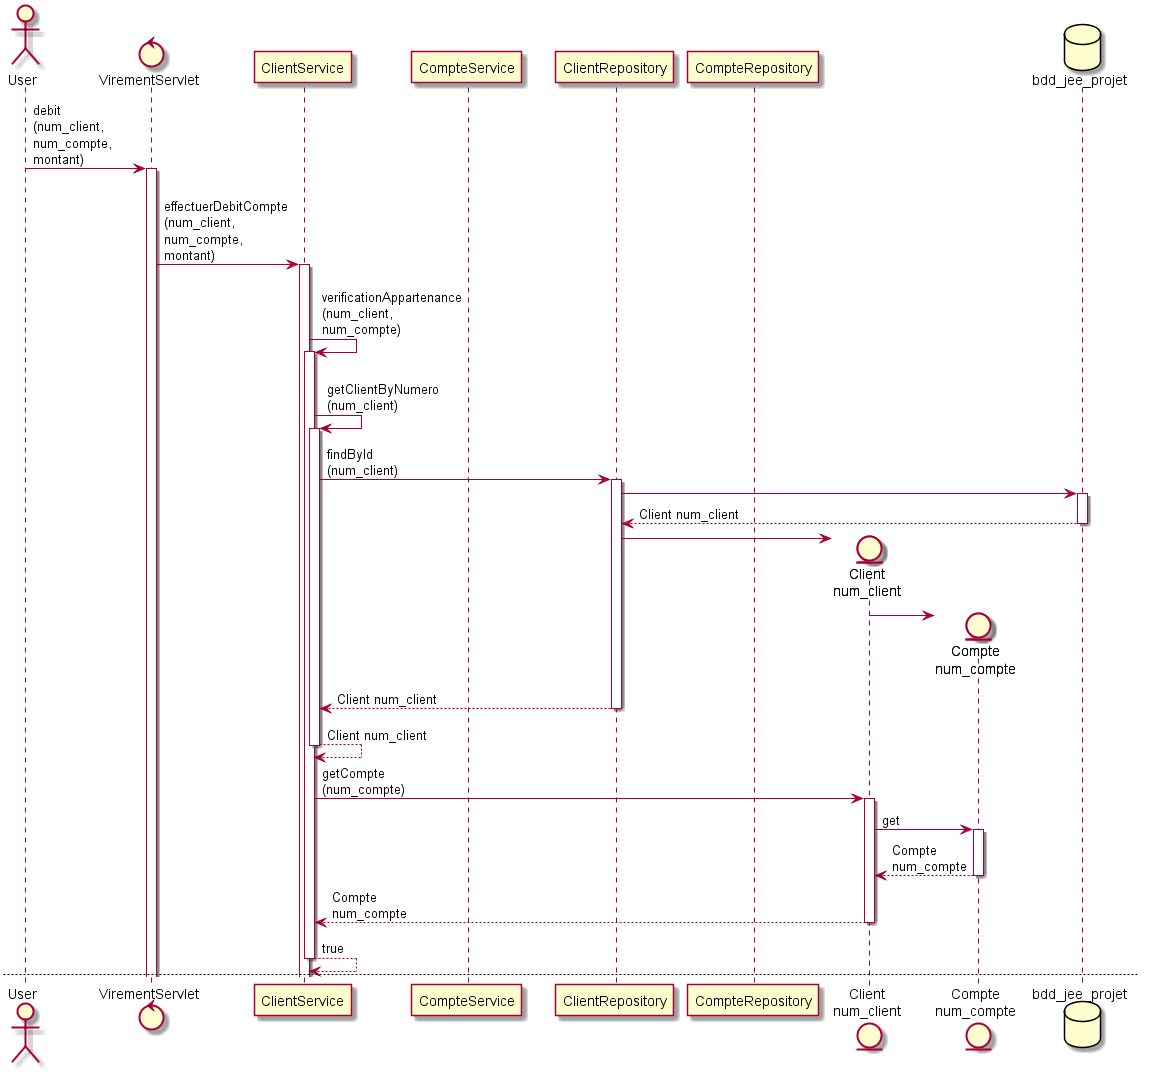 User
VirementServlet
ClientService
CompteService
ClientRepository
CompteRepository
bdd_jee_projet
debit
(num_client,
num_compte,
montant)
effectuerDebitCompte
(num_client,
num_compte,
montant)
verificationAppartenance
(num_client,
num_compte)
getClientByNumero
(num_client)
findById
(num_client)
Client num_client
Client
num_client
Compte
num_compte
Client num_client
Client num_client
getCompte
(num_compte)
get
Compte
num_compte
Compte
num_compte
true
User
VirementServlet
ClientService
CompteService
ClientRepository
CompteRepository
Client
num_client
Compte
num_compte
bdd_jee_projet